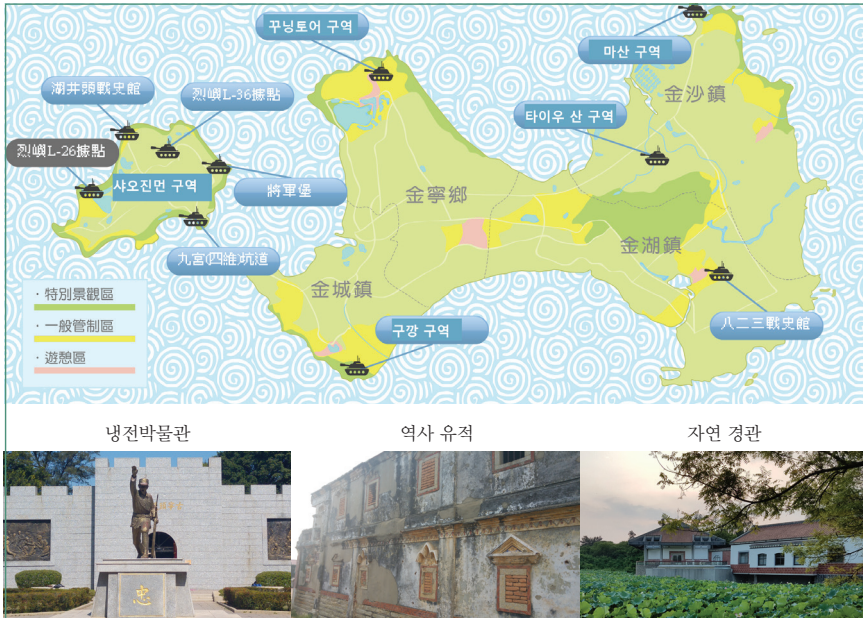 꾸닝토어 구역
마산 구역
湖井頭戰史館
烈嶼L-36據點
金沙鎮
타이우 산 구역
烈嶼L-26據點
샤오진먼 구역
將軍堡
金寧鄉
九宮(四維)坑道
金湖鎮
金城鎮
·特別景觀區
·一般管制區
八二三戰史館
구깡 구역
·遊憩區
냉전박물관
역사 유적
자연 경관
忠